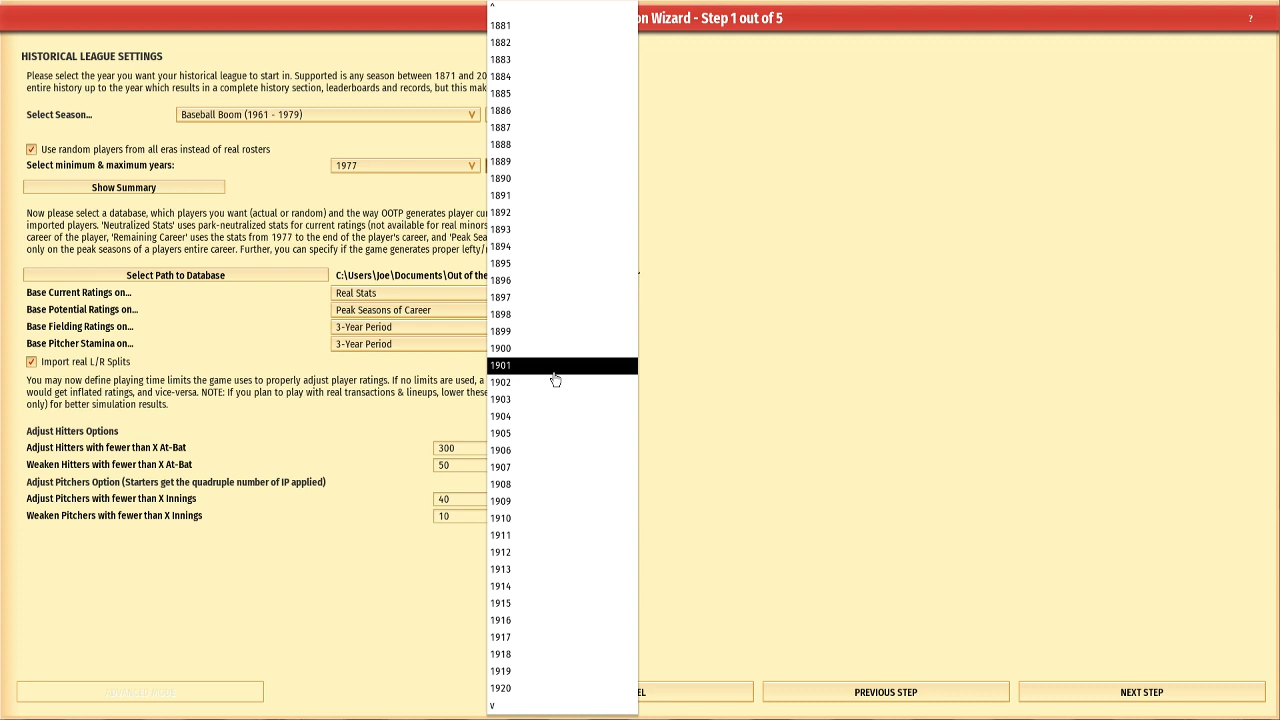 on Wizard - Step 1 out of 5
?
HISTORICAL LEAGUE SETTINGS
Please select the year you want your historical league to start in. Supported is any season between 1871 and 20
entire history up to the year which results in a complete history section, leaderboards and records, but this mak
Select Season...
Baseball Boom (1961 - 1979)
Use random players from all eras instead of real rosters
Select minimum & maximum years:
1977
Show Summary
Now please select a database, which players you want (actual or random) and the way OOTP generates player cu
imported players. 'Neutralized Stats' uses park-neutralized stats for current ratings (not available for real minors
career of the player, 'Remaining Career' uses the stats from 1977 to the end of the player's career, and 'Peak Sea
only on the peak seasons of a players entire career. Further, you can specify if the game generates proper lefty/r
Select Path to Database
C:\Users\Joe\Documents\Out of the
Base Current Ratings on...
Real Stats
Base Potential Ratings on...
Peak Seasons of Career
Base Fielding Ratings on...
3-Year Period
Base Pitcher Stamina on...
3-Year Period
Import real L/R Splits
You may now define playing time limits the game uses to properly adjust player ratings. If no limits are used, a
would get inflated ratings, and vice-versa. NOTE: If you plan to play with real transactions & lineups, lower these
only) for better simulation results.
Adjust Hitters Options
Adjust Hitters with fewer than X At-Bat
300
Weaken Hitters with fewer than X At-Bat
50
Adjust Pitchers Option (Starters get the quadruple number of IP applied)
Adjust Pitchers with fewer than X Innings
40
Weaken Pitchers with fewer than X Innings
10
1881
1882
1883
1884
1885
1886
1887
1888
1889
1890
1891
1892
1893
1894
1895
1896
1897
1898
1899
1900
1901
1902
1903
1904
1905
1906
1907
1908
1909
1910
1911
1912
1913
1914
1915
1916
1917
1918
1919
1920
ADVANCED MODE
EL
PREVIOUS STEP
NEXT STEP